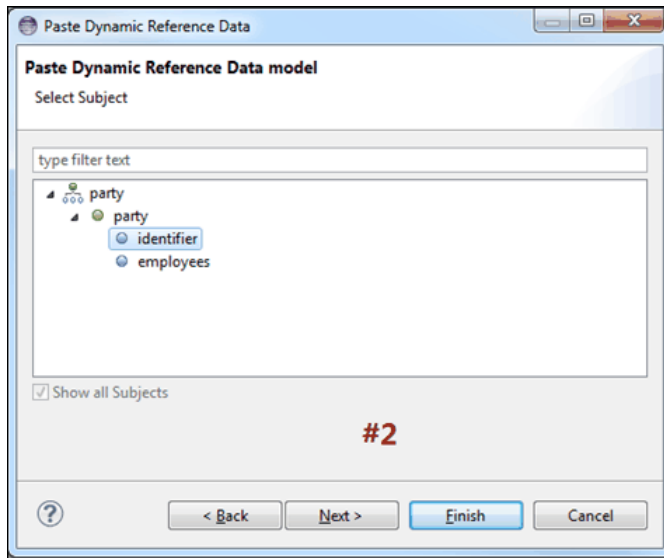 Paste Dynamic Reference Data
Paste Dynamic Reference Data model
Select Subject
type filter text
party
party
identifier
employees
Show all Subjects
#2
?
< Back
Next >
Finish
Cancel